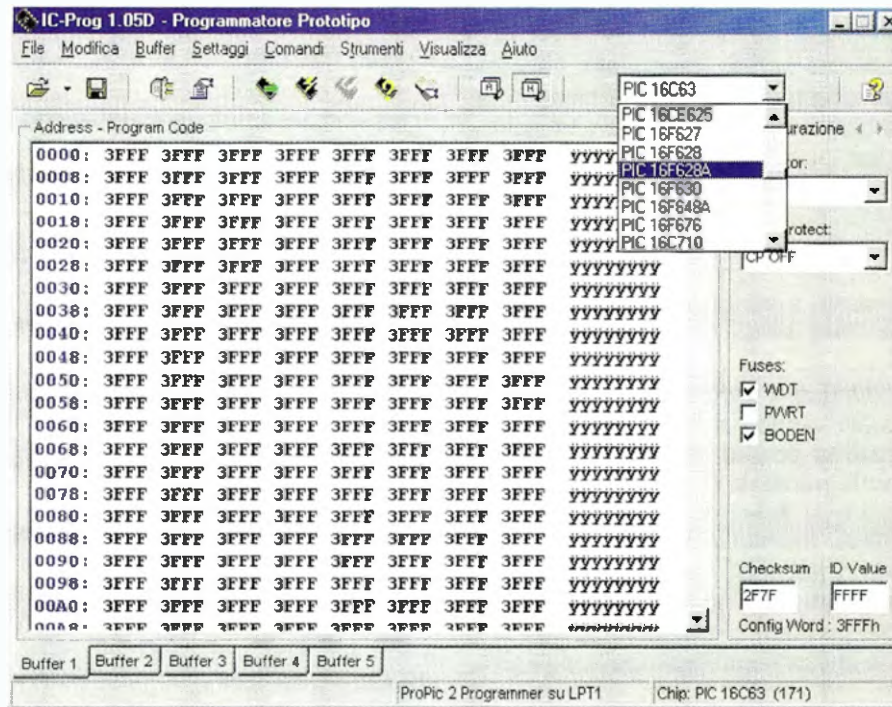 IC-Prog 1.05D - Programmatore Prototipo
File Modifica Buffer Settaggi Comandi Strumenti Visualizza Aiuto
PIC 16C63
PIC 16CE625
PIC 16F627
PIC 16F628
PIC 16F628A
PIC 16F630
PIC 16F648A
PIC 16F676
PIC 16C710
urazione
tor:
rotect:
CP OFF
Address - Program Code
0000: 3FFF 3FFF 3FFF 3FFF 3FFF 3FFF 3FFF 3FFF yyyy
0008: 3FFF 3FFF 3FFF 3FFF 3FFF 3FFF 3FFF 3FFF yyyy
0010: 3FFF 3FFF 3FFF 3FFF 3FFF 3FFF 3FFF 3FFF yyyy
0018: 3FFF 3FFF 3FFF 3FFF 3FFF 3FFF 3FFF 3FFF yyyy
0020: 3FFF 3FFF 3FFF 3FFF 3FFF 3FFF 3FFF 3FFF yyyy
0028: 3FFF 3FFF 3FFF 3FFF 3FFF 3FFF 3FFF 3FFF yyyyyyyy
0030: 3FFF 3FFF 3FFF 3FFF 3FFF 3FFF 3FFF 3FFF yyyyyyyy
0038: 3FFF 3FFF 3FFF 3FFF 3FFF 3FFF 3FFF 3FFF yyyyyyyy
0040: 3FFF 3FFF 3FFF 3FFF 3FFF 3FFF 3FFF 3FFF yyyyyyyy
0048: 3FFF 3FFF 3FFF 3FFF 3FFF 3FFF 3FFF 3FFF yyyyyyyy
0050: 3FFF 3FFF 3FFF 3FFF 3FFF 3FFF 3FFF 3FFF yyyyyyyy
0058: 3FFF 3FFF 3FFF 3FFF 3FFF 3FFF 3FFF 3FFF yyyyyyyy
0060: 3FFF 3FFF 3FFF 3FFF 3FFF 3FFF 3FFF 3FFF yyyyyyyy
0068: 3FFF 3FFF 3FFF 3FFF 3FFF 3FFF 3FFF 3FFF yyyyyyyy
0070: 3FFF 3FFF 3FFF 3FFF 3FFF 3FFF 3FFF 3FFF yyyyyyyy
0078: 3FFF 3FFF 3FFF 3FFF 3FFF 3FFF 3FFF 3FFF yyyyyyyy
0080: 3FFF 3FFF 3FFF 3FFF 3FFF 3FFF 3FFF 3FFF yyyyyyyy
0088: 3FFF 3FFF 3FFF 3FFF 3FFF 3FFF 3FFF 3FFF yyyyyyyy
0090: 3FFF 3FFF 3FFF 3FFF 3FFF 3FFF 3FFF 3FFF yyyyyyyy
0098: 3FFF 3FFF 3FFF 3FFF 3FFF 3FFF 3FFF 3FFF yyyyyyyy
00A0: 3FFF 3FFF 3FFF 3FFF 3FFF 3FFF 3FFF 3FFF yyyyyyyy
00A8: 3FFF 3FFF 3FFF 3FFF 3FFF 3FFF 3FFF 3FFF
Fuses:
WDT
PWRT
BODEN
Checksum ID Value
2F7F FFFF
Config Word : 3FFFh
Buffer 1 Buffer 2 Buffer 3 Buffer 4 Buffer 5
ProPic 2 Programmer su LPT1 Chip: PIC 16C63 (171)